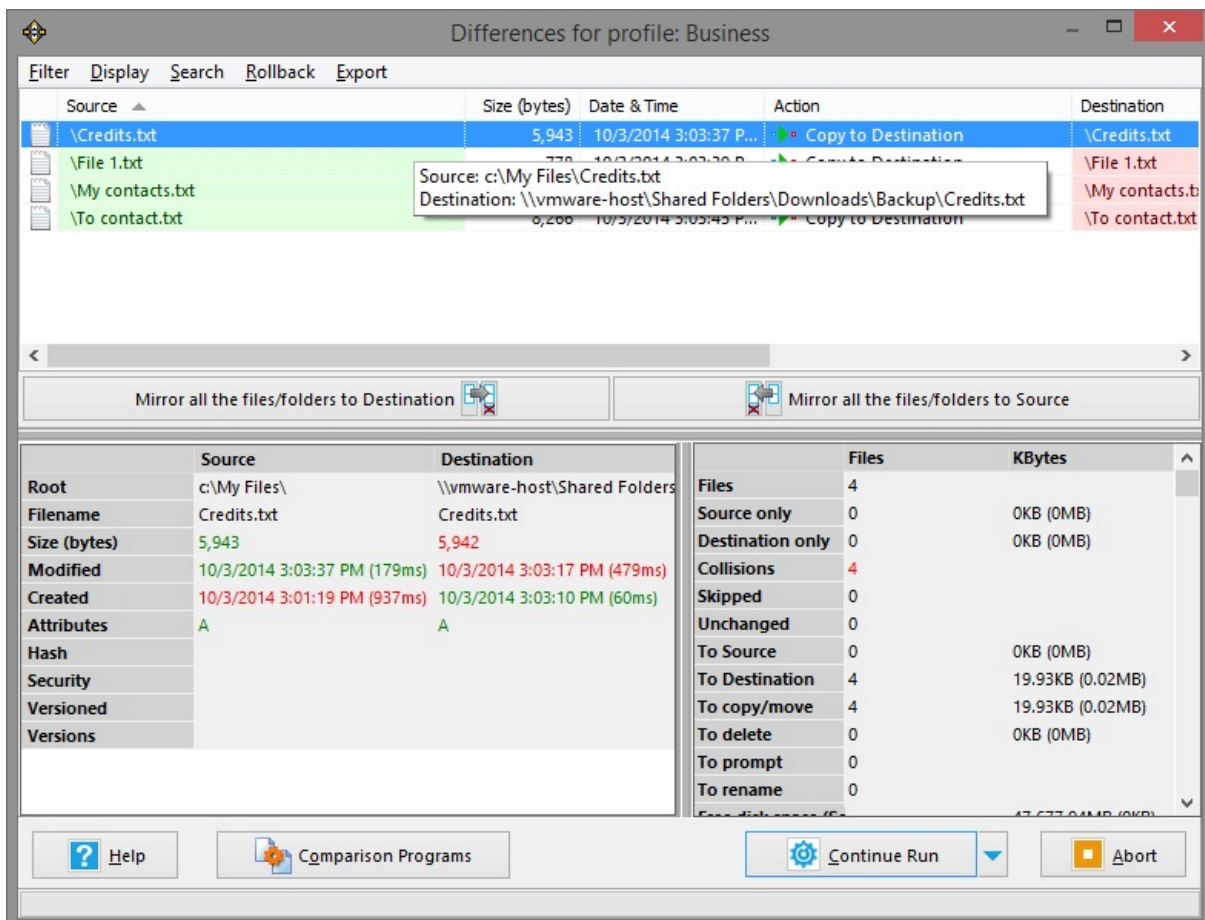 Differences for profile: Business
Filter Display Search Rollback Export
Source Size (bytes) Date & Time Action Destination
\Credits.txt 5,943 10/3/2014 3:03:37 P... Copy to Destination \Credits.txt
\File 1.txt \File 1.txt
Source: c:\My Files\Credits.txt
\My contacts.txt \My contacts.t
Destination: \\vmware-host\Shared Folders\Downloads\Backup\Credits.txt
\To contact.txt 8,266 10/3/2014 3:03:45 P... Copy to Destination \To contact.txt
Mirror all the files/folders to Destination Mirror all the files/folders to Source
Source Destination
Root c:\My Files\ \\vmware-host\Shared Folders
Filename Credits.txt Credits.txt
Size (bytes) 5,943 5,942
Modified 10/3/2014 3:03:37 PM (179ms) 10/3/2014 3:03:17 PM (479ms)
Created 10/3/2014 3:01:19 PM (937ms) 10/3/2014 3:03:10 PM (60ms)
Attributes A A
Hash
Security
Versioned
Versions
Files KBytes
Files 4
Source only 0 0KB (0MB)
Destination only 0 0KB (0MB)
Collisions 4
Skipped 0
Unchanged 0
To Source 0 0KB (0MB)
To Destination 4 19.93KB (0.02MB)
To copy/move 4 19.93KB (0.02MB)
To delete 0 0KB (0MB)
To prompt 0
To rename 0
? Help Comparison Programs Continue Run Abort